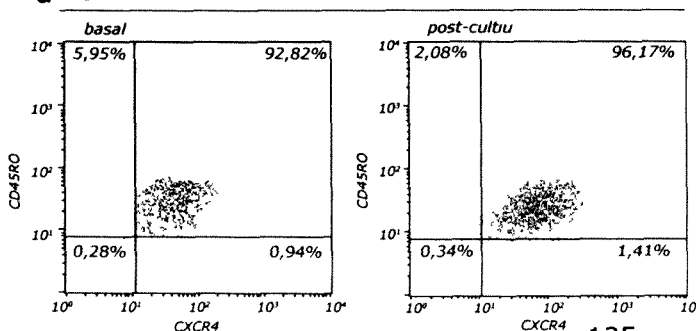 basal
post-cultiu
5,95% 92,82%
2,08% 96,17%
10⁴
10³
10²
10¹
CD45RO
0,28% 0,94%
10⁰ 10¹ 10² 10³ 10⁴
CXCR4
10⁴
10³
10²
10¹
CD45RO
0,34% 1,41%
10⁰ 10¹ 10² 10³
CXCR4